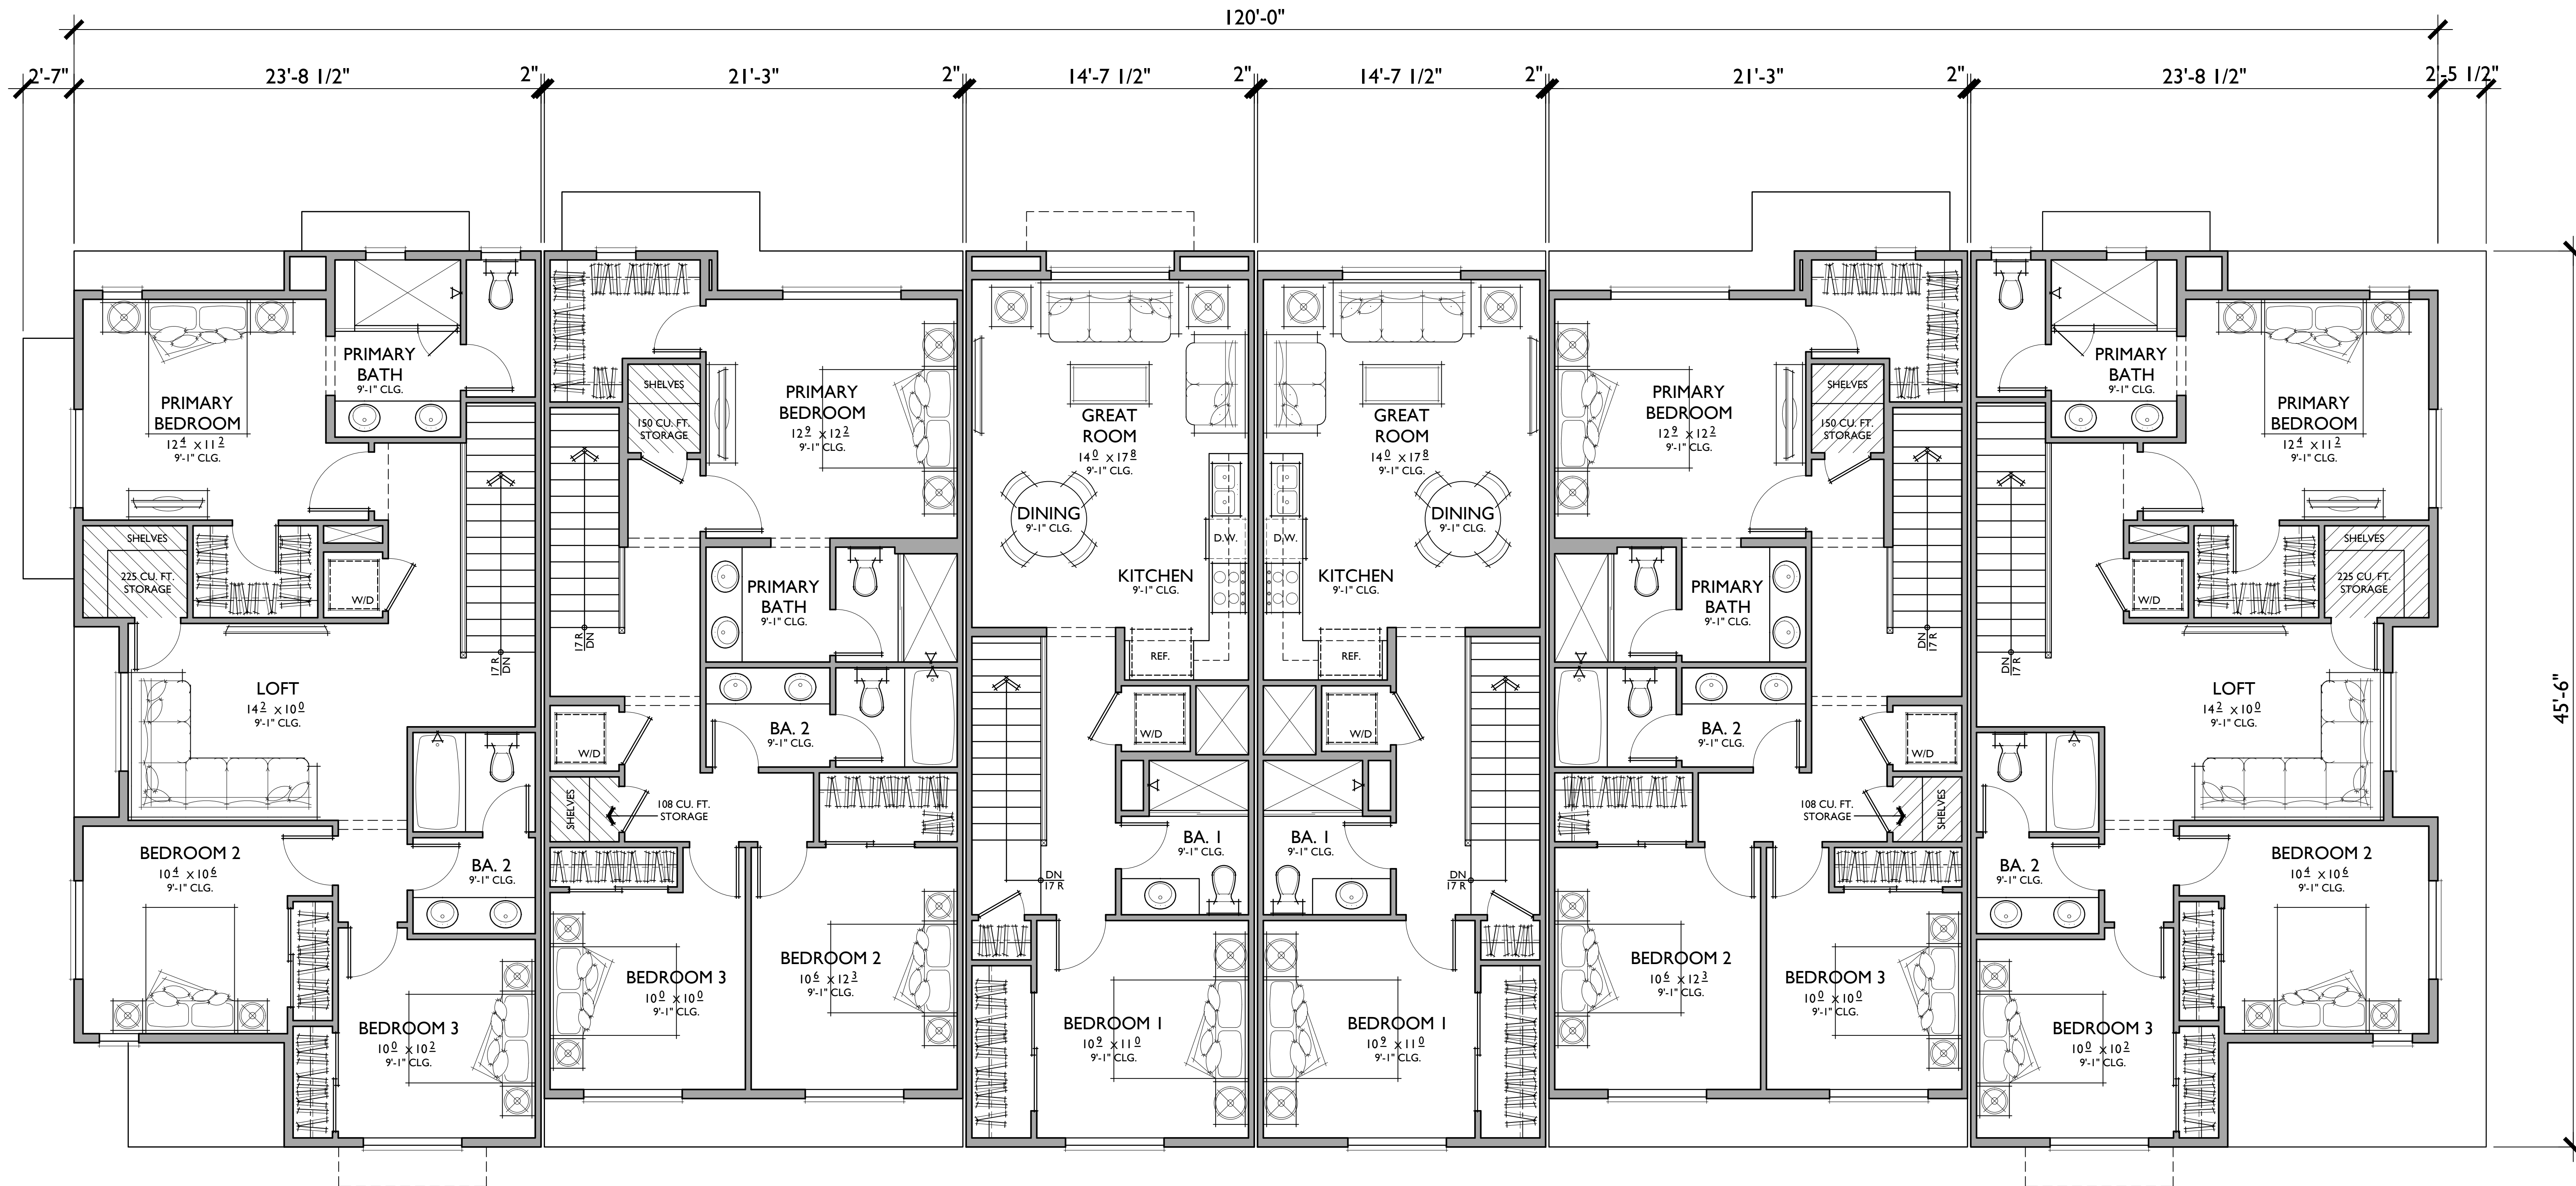 120'-0"
2'-7"
23'-8 1/2"
2"
21'-3"
2"
14'-7 1/2"
2"
14'-7 1/2"
2"
21'-3"
2"
23'-8 1/2"
2'-5 1/2"
45'-6"
PRIMARY
BATH
9'-1" CLG.
PRIMARY
BEDROOM
12 4 x 11 2
9'-1" CLG.
SHELVES
225 CU. FT.
STORAGE
W/D
17 R
DN
LOFT
14 2 x 10 0
9'-1" CLG.
BEDROOM 2
10 4 x 10 6
9'-1" CLG.
BA. 2
9'-1" CLG.
BEDROOM 3
10 0 x 10 2
9'-1" CLG.
SHELVES
150 CU. FT.
STORAGE
PRIMARY
BEDROOM
12 9 x 12 2
9'-1" CLG.
17 R
DN
PRIMARY
BATH
9'-1" CLG.
BA. 2
9'-1" CLG.
W/D
SHELVES
108 CU. FT.
STORAGE
BEDROOM 3
10 0 x 10 0
9'-1" CLG.
BEDROOM 2
10 6 x 12 3
9'-1" CLG.
GREAT
ROOM
14 0 x 17 8
9'-1" CLG.
DINING
9'-1" CLG.
D.W.
KITCHEN
9'-1" CLG.
REF.
W/D
BA. 1
9'-1" CLG.
DN
17 R
BEDROOM 1
10 9 x 11 0
9'-1" CLG.
GREAT
ROOM
14 0 x 17 8
9'-1" CLG.
DINING
9'-1" CLG.
D.W.
KITCHEN
9'-1" CLG.
REF.
W/D
BA. 1
9'-1" CLG.
DN
17 R
BEDROOM 1
10 9 x 11 0
9'-1" CLG.
PRIMARY
BEDROOM
12 9 x 12 2
9'-1" CLG.
SHELVES
150 CU. FT.
STORAGE
DN
17 R
PRIMARY
BATH
9'-1" CLG.
BA. 2
9'-1" CLG.
W/D
108 CU. FT.
STORAGE
SHELVES
BEDROOM 2
10 6 x 12 3
9'-1" CLG.
BEDROOM 3
10 0 x 10 0
9'-1" CLG.
PRIMARY
BATH
9'-1" CLG.
PRIMARY
BEDROOM
12 4 x 11 2
9'-1" CLG.
SHELVES
225 CU. FT.
STORAGE
W/D
DN
17 R
LOFT
14 2 x 10 0
9'-1" CLG.
BEDROOM 2
10 4 x 10 6
9'-1" CLG.
BA. 2
9'-1" CLG.
BEDROOM 3
10 0 x 10 2
9'-1" CLG.